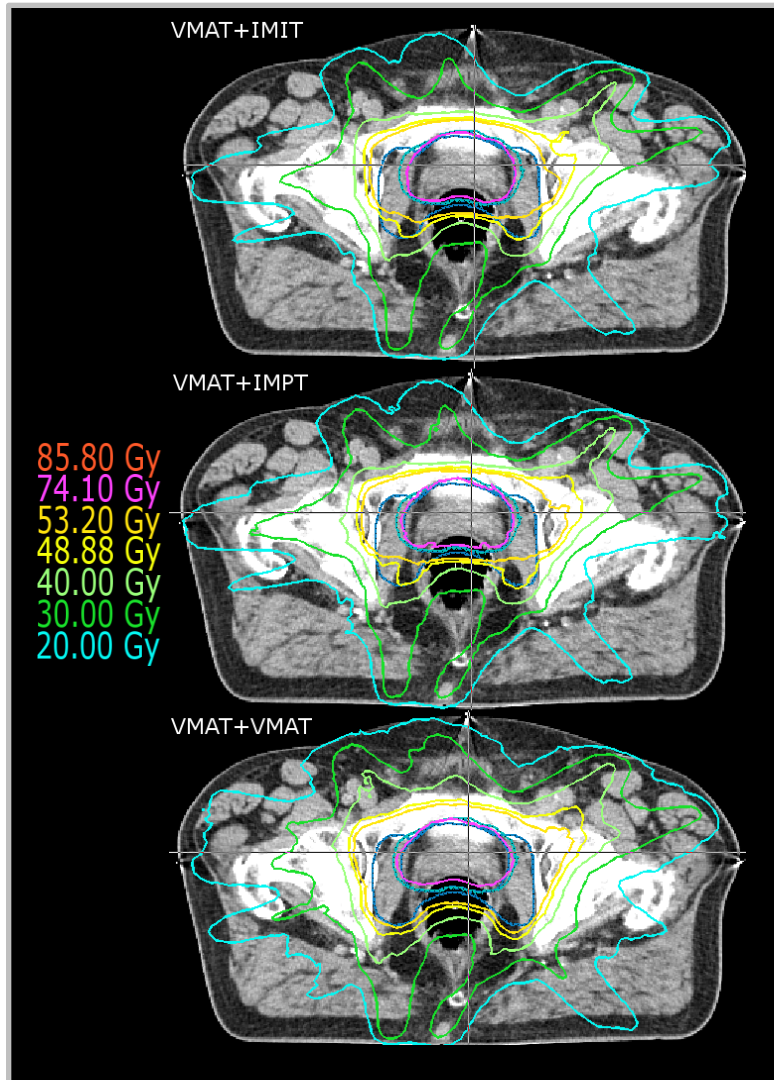 VMAT+IMIT
VMAT+IMPT
85.80 Gy
74.10 Gy
53.20 Gy
48.88 Gy
40.00 Gy
30.00 Gy
20.00 Gy
VMAT+VMAT